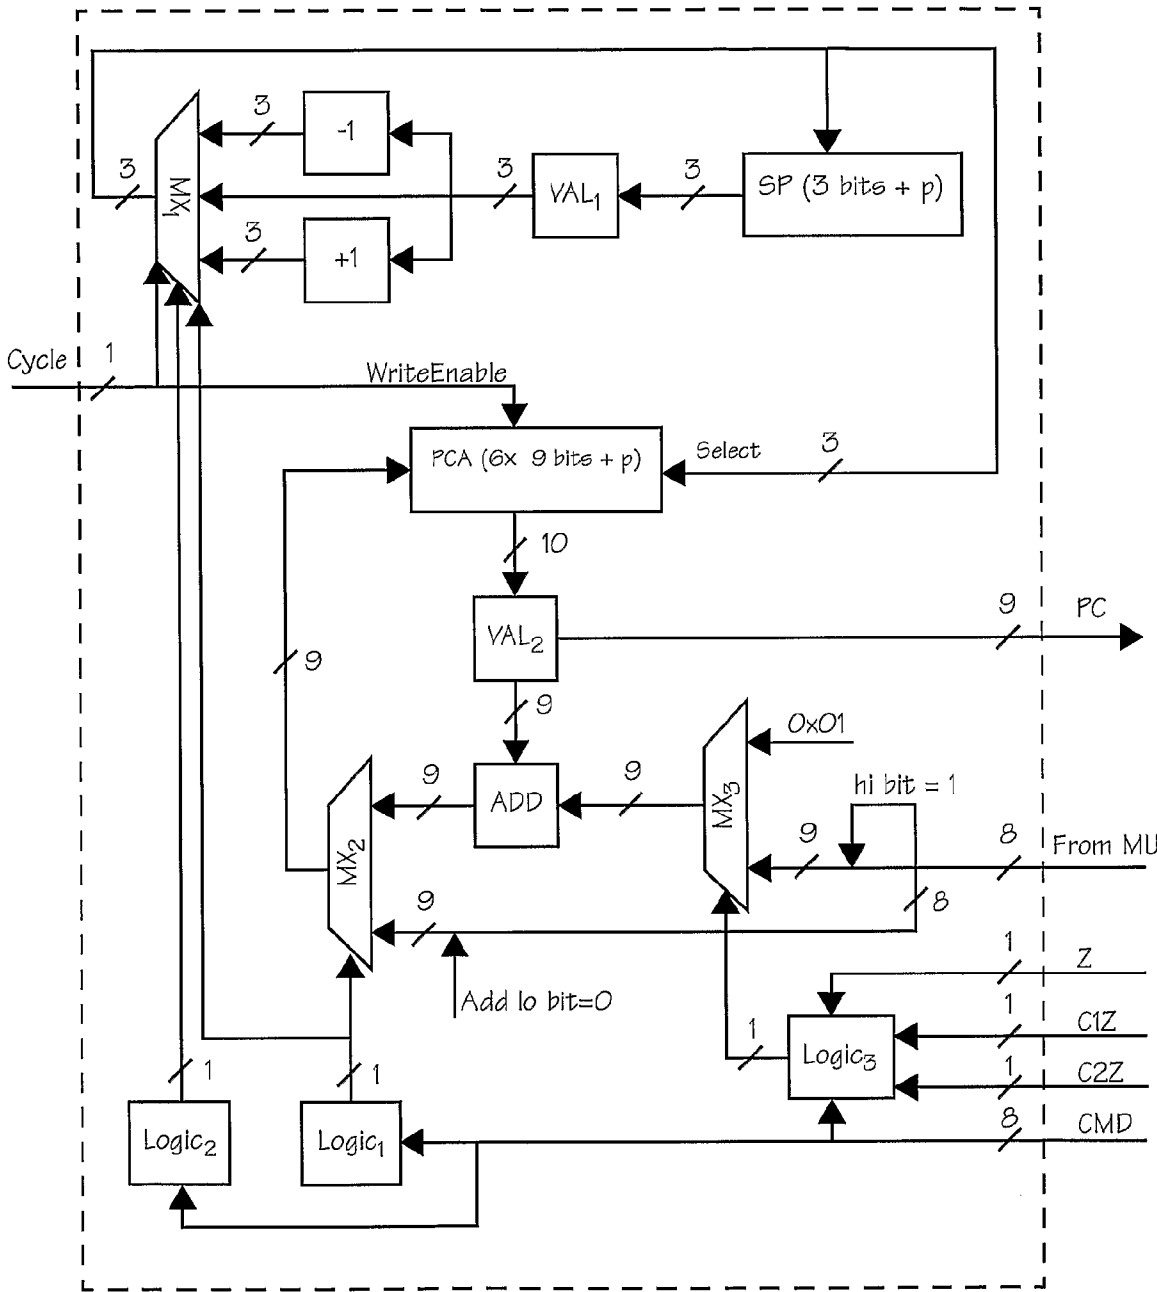 3
-1
3
MX1
3
VAL1
3
SP (3 bits + p)
3
+1
Cycle
1
WriteEnable
PCA (6x 9 bits + p)
Select
3
10
9
PC
VAL2
9
9
0x01
hi bit = 1
9
ADD
9
MX3
MX2
9
8
From MU
9
8
1
Z
Add lo bit=0
1
C1Z
1
Logic3
1
C2Z
1
1
8
CMD
Logic2
Logic1